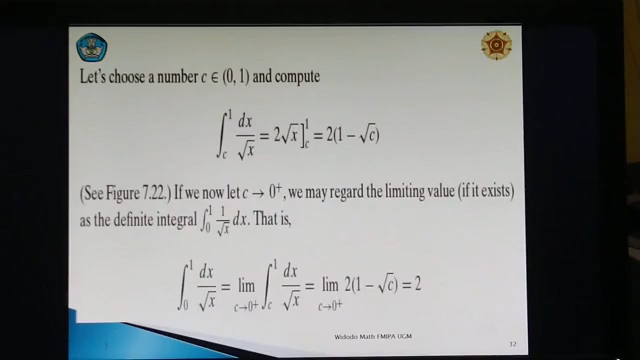 Let's choose a number c ∈ (0, 1) and compute
∫_c^1 dx/√x = 2√x]_c^1 = 2(1 − √c)
(See Figure 7.22.) If we now let c → 0⁺, we may regard the limiting value (if it exists)
as the definite integral ∫_0^1 1/√x dx. That is,
∫_0^1 dx/√x = lim_{c→0⁺} ∫_c^1 dx/√x = lim_{c→0⁺} 2(1 − √c) = 2
Widodo Math FMIPA UGM
12